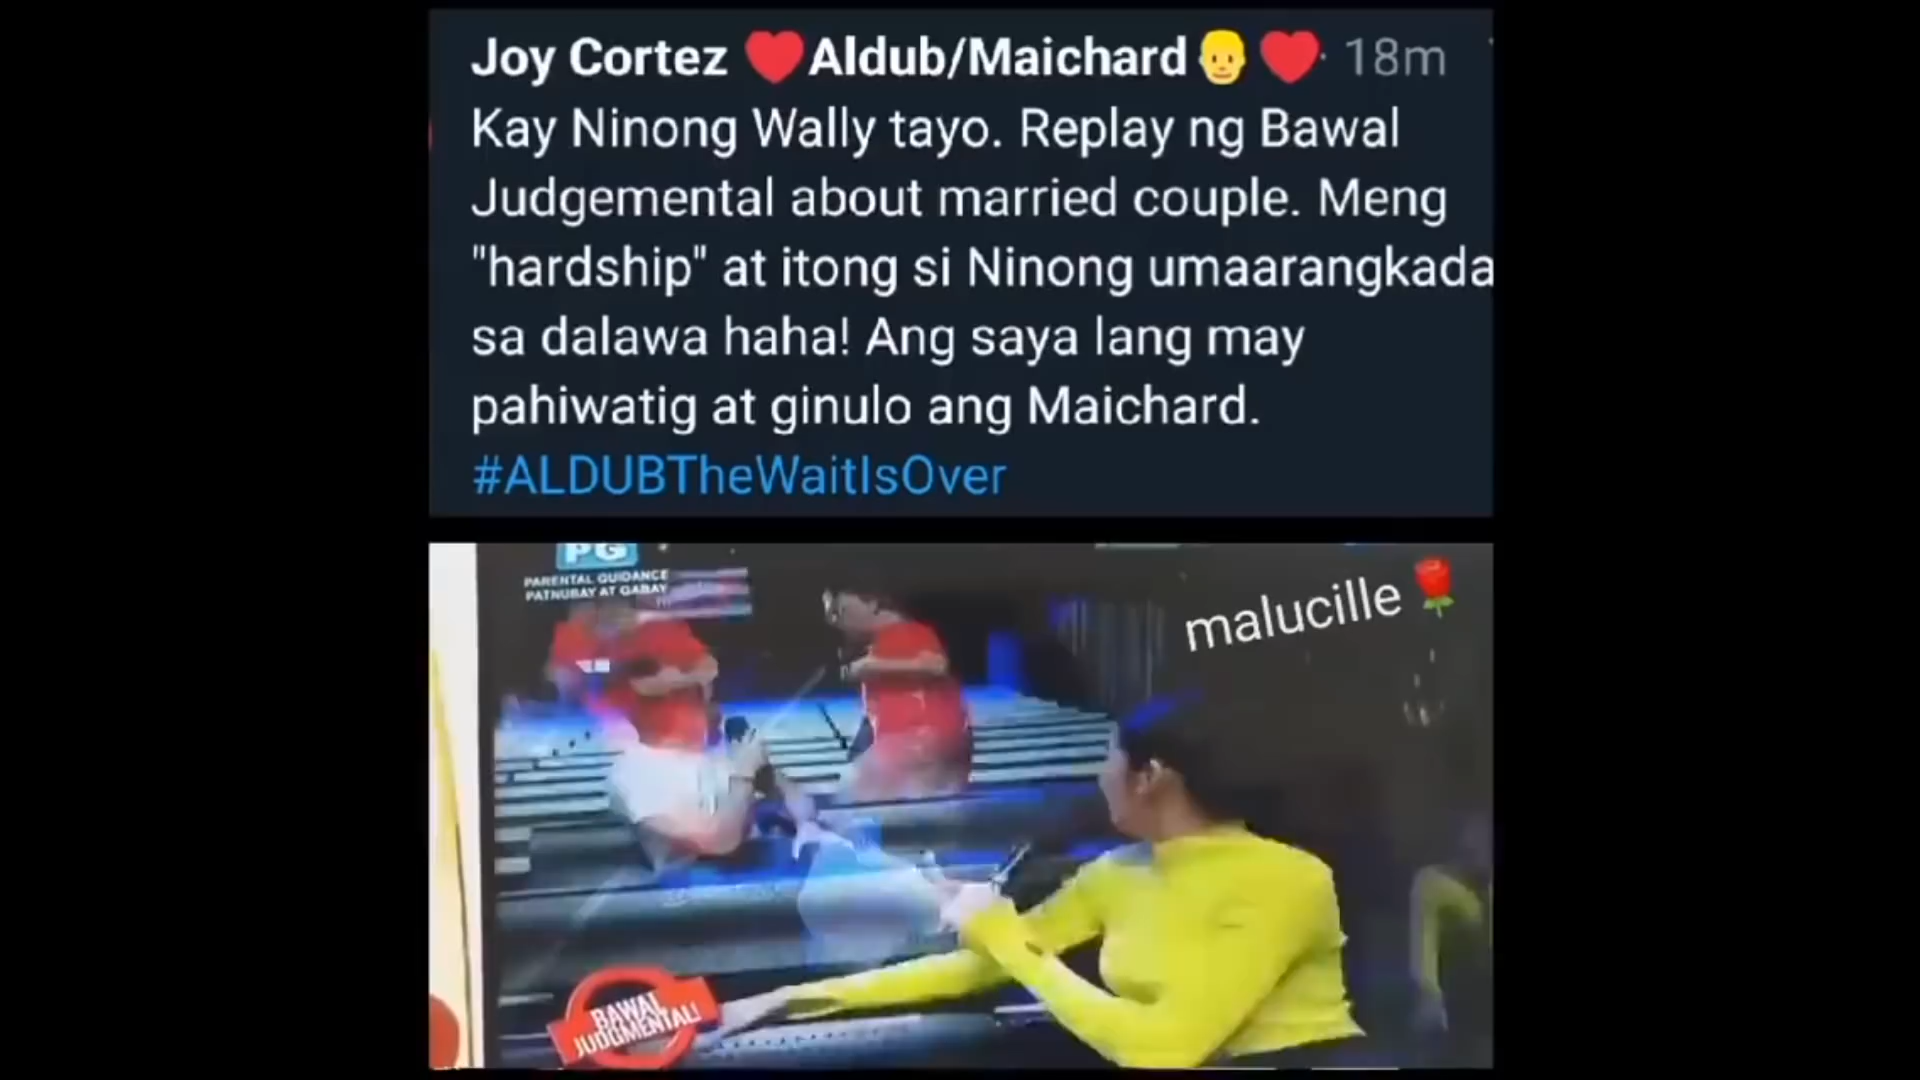 Joy Cortez ❤️Aldub/Maichard👱‍♂️❤️· 18m
Kay Ninong Wally tayo. Replay ng Bawal
Judgemental about married couple. Meng
"hardship" at itong si Ninong umaarangkada
sa dalawa haha! Ang saya lang may
pahiwatig at ginulo ang Maichard.
#ALDUBTheWaitIsOver
PG
PARENTAL GUIDANCE
PATNUBAY AT GABAY
malucille🌹
BAWAL
JUDGMENTAL!